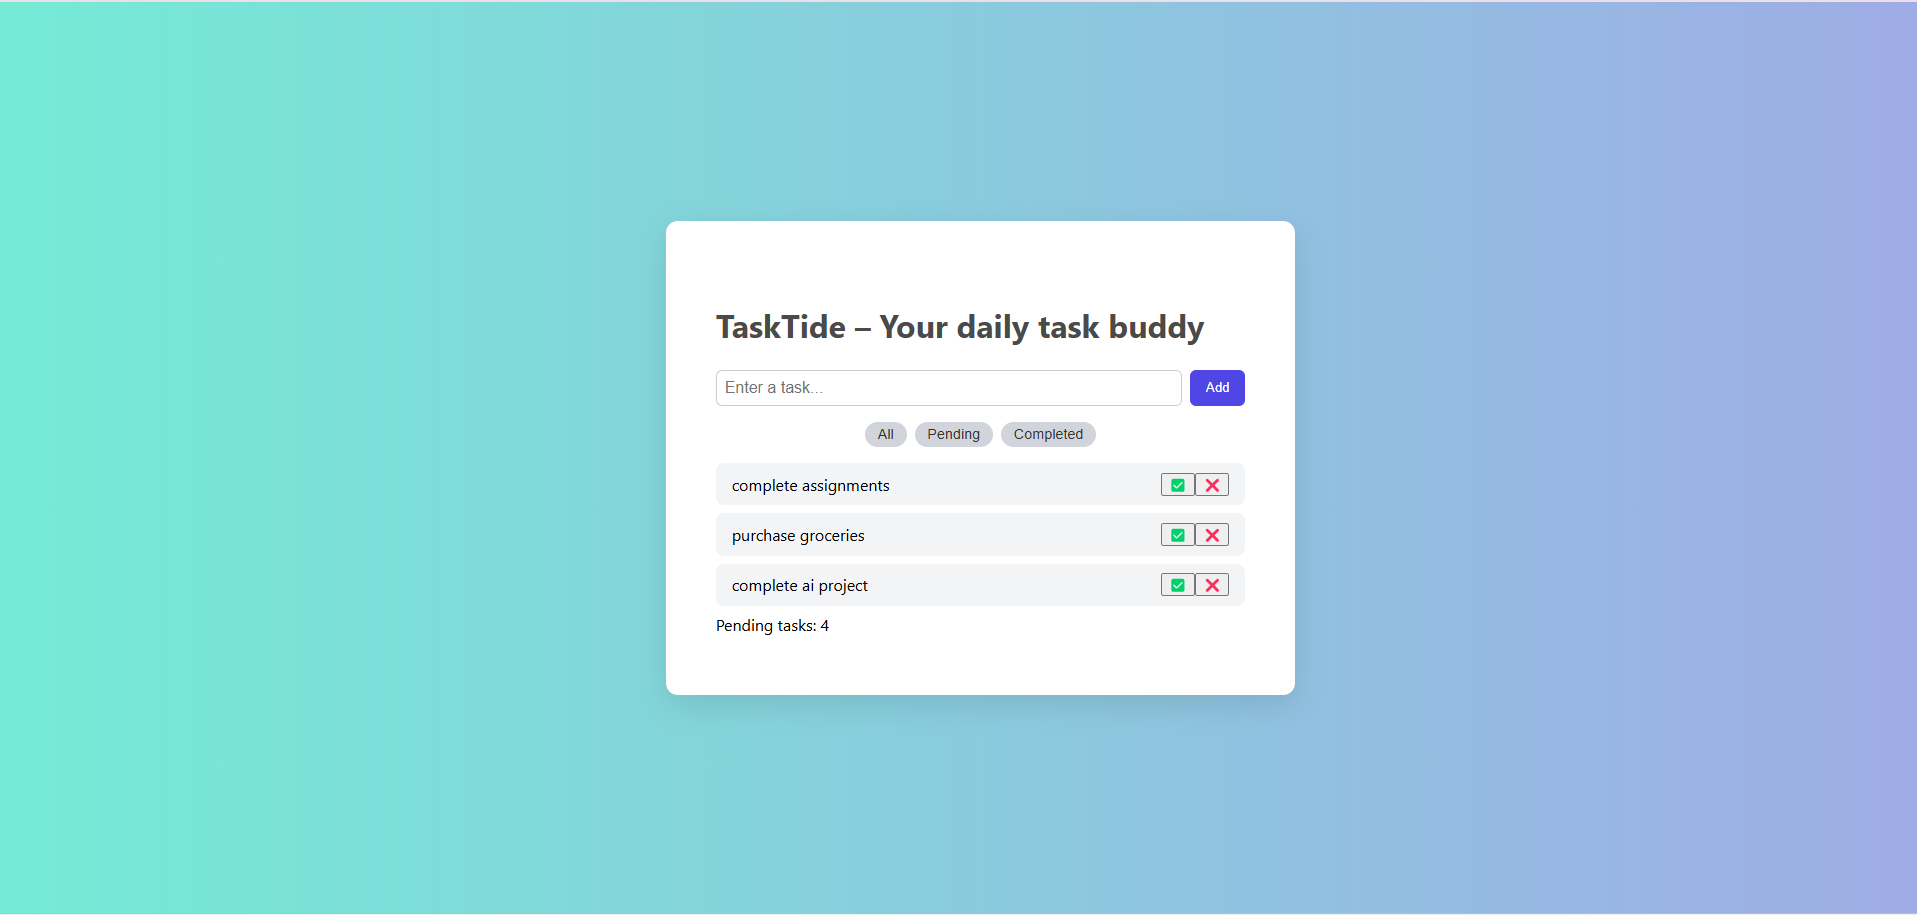 TaskTide – Your daily task buddy
Enter a task...
Add
All Pending Completed
complete assignments
purchase groceries
complete ai project
Pending tasks: 4